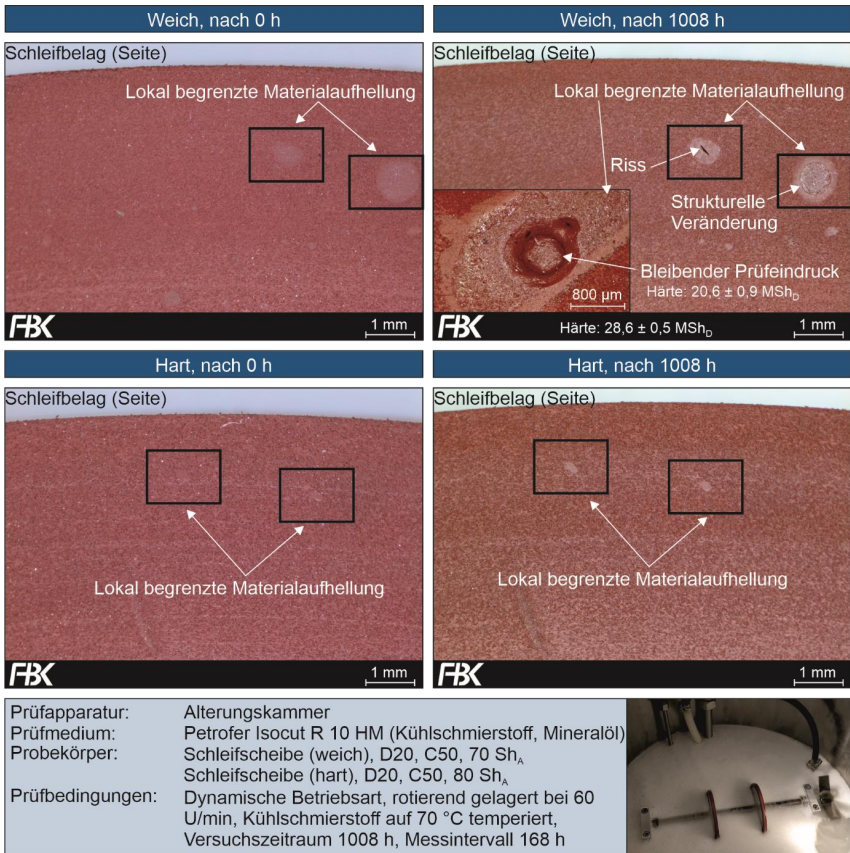 Weich, nach 0 h
Schleifbelag (Seite)
Lokal begrenzte Materialaufhellung
FBK
1 mm
Weich, nach 1008 h
Schleifbelag (Seite)
Lokal begrenzte Materialaufhellung
Riss
Strukturelle
Veränderung
Bleibender Prüfeindruck
Härte: 20,6 ± 0,9 MSh_D
800 µm
FBK
Härte: 28,6 ± 0,5 MSh_D
1 mm
Hart, nach 0 h
Schleifbelag (Seite)
Lokal begrenzte Materialaufhellung
FBK
1 mm
Hart, nach 1008 h
Schleifbelag (Seite)
Lokal begrenzte Materialaufhellung
FBK
1 mm
Prüfapparatur: Alterungskammer
Prüfmedium: Petrofer Isocut R 10 HM (Kühlschmierstoff, Mineralöl)
Probekörper: Schleifscheibe (weich), D20, C50, 70 Sh_A
Schleifscheibe (hart), D20, C50, 80 Sh_A
Prüfbedingungen: Dynamische Betriebsart, rotierend gelagert bei 60
U/min, Kühlschmierstoff auf 70 °C temperiert,
Versuchszeitraum 1008 h, Messintervall 168 h